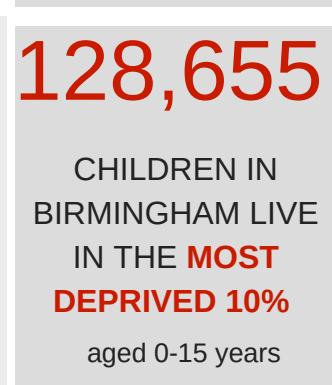 128,655
CHILDREN IN
BIRMINGHAM LIVE
IN THE MOST
DEPRIVED 10%
aged 0-15 years